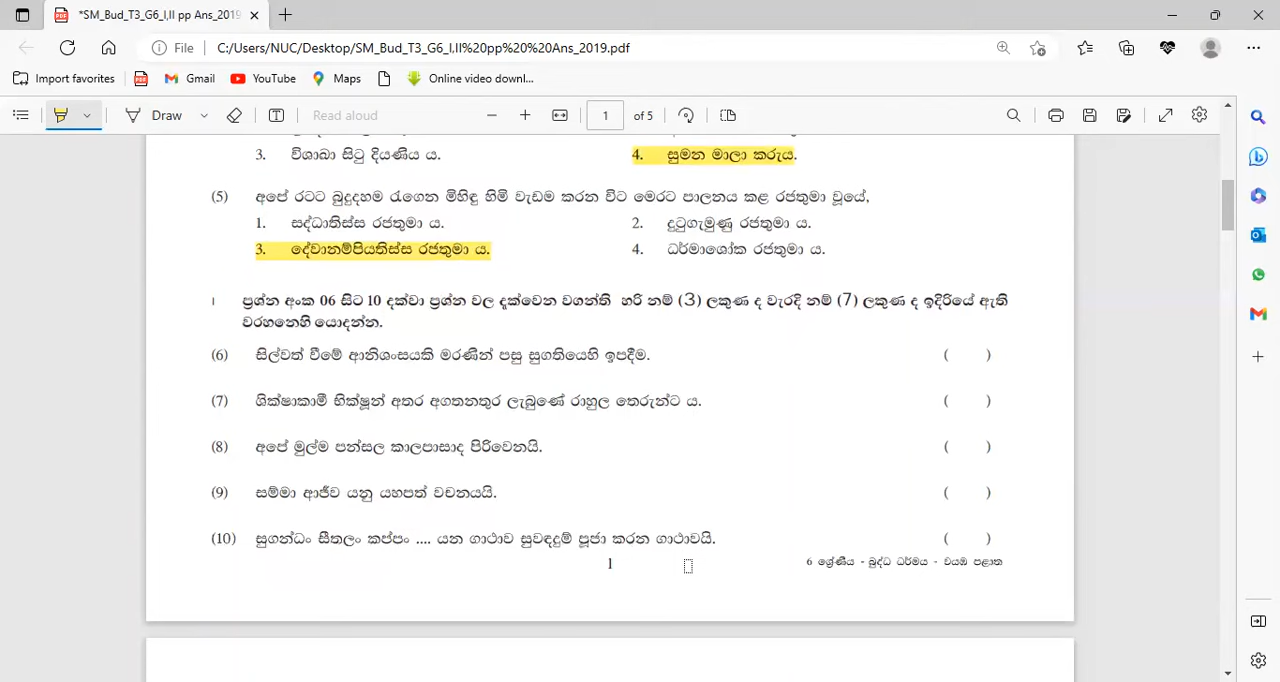 *SM_Bud_T3_G6_I,II pp Ans_2019
File C:/Users/NUC/Desktop/SM_Bud_T3_G6_I,II%20pp%20%20Ans_2019.pdf
Import favorites Gmail YouTube Maps Online video downl...
Draw Read aloud 1 of 5
3. විශාඛා සිටු දියණිය ය. 4. සුමන මාලා කරුය.
(5) අපේ රටට බුදුදහම රැගෙන මිහිඳු හිමි වැඩම කරන විට මෙරට පාලනය කළ රජතුමා වූයේ,
1. සද්ධාතිස්ස රජතුමා ය. 2. දුටුගැමුණු රජතුමා ය.
3. දේවානම්පියතිස්ස රජතුමා ය. 4. ධර්මාශෝක රජතුමා ය.
I ප්‍රශ්න අංක 06 සිට 10 දක්වා ප්‍රශ්න වල දැක්වෙන වගන්ති හරි නම් (3) ලකුණ ද වැරදි නම් (7) ලකුණ ද ඉදිරියේ ඇති
වරහනෙහි යොදන්න.
(6) සිල්වත් වීමේ ආනිශංසයකි මරණින් පසු සුගතියෙහි ඉපදීම. ( )
(7) ශික්ෂාකාමී භික්ෂූන් අතර අගතනතුර ලැබුණේ රාහුල තෙරුන්ට ය. ( )
(8) අපේ මුල්ම පන්සල කාලපාසාද පිරිවෙනයි. ( )
(9) සම්මා ආජීව යනු යහපත් වචනයයි. ( )
(10) සුගන්ධං සීතලං කප්පං .... යන ගාථාව සුවඳදුම් පූජා කරන ගාථාවයි. ( )
1 6 ශ්‍රේණිය - බුද්ධ ධර්මය - වයඹ පළාත